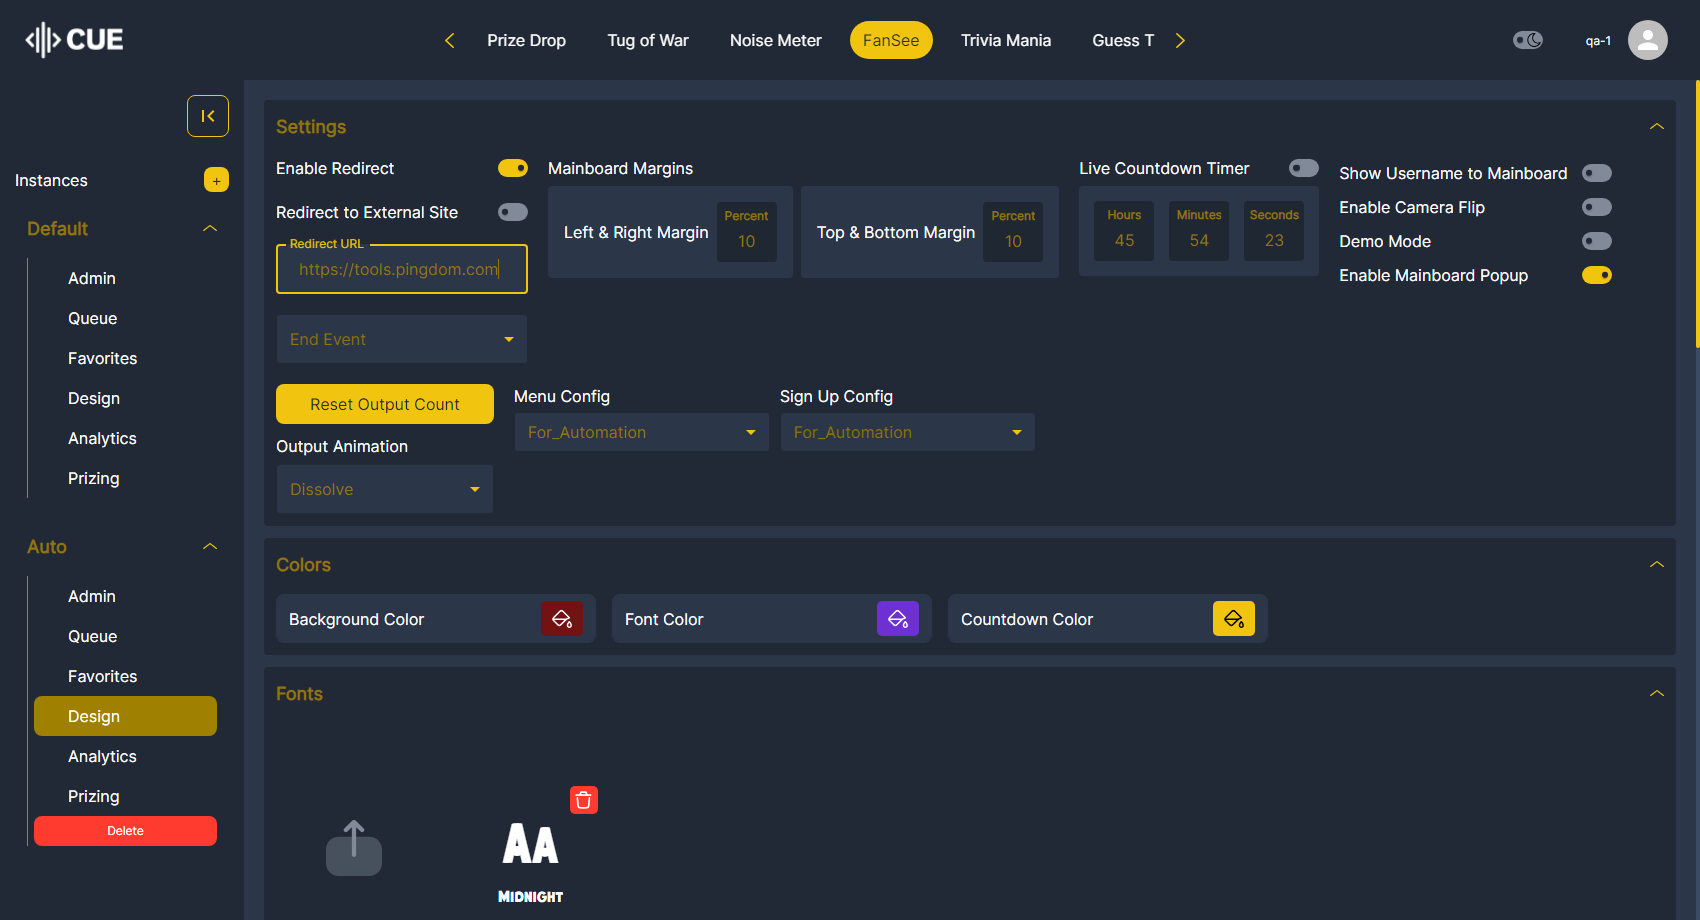 CUE
Prize Drop
Tug of War
Noise Meter
FanSee
Trivia Mania
Guess T
qa-1
Instances
+
Default
Admin
Queue
Favorites
Design
Analytics
Prizing
Auto
Admin
Queue
Favorites
Design
Analytics
Prizing
Delete
Settings
Enable Redirect
Redirect to External Site
Redirect URL
https://tools.pingdom.com
End Event
Mainboard Margins
Left & Right Margin
Percent
10
Top & Bottom Margin
Percent
10
Live Countdown Timer
Hours
45
Minutes
54
Seconds
23
Show Username to Mainboard
Enable Camera Flip
Demo Mode
Enable Mainboard Popup
Reset Output Count
Output Animation
Dissolve
Menu Config
For_Automation
Sign Up Config
For_Automation
Colors
Background Color
Font Color
Countdown Color
Fonts
AA
MIDNIGHT